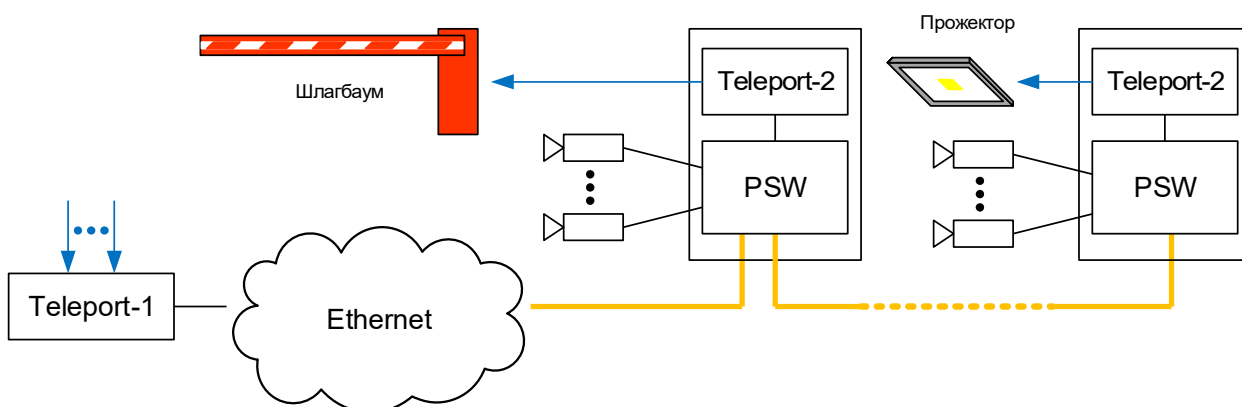 Прожектор
Шлагбаум
Teleport-2
Teleport-2
PSW
PSW
Teleport-1
Ethernet